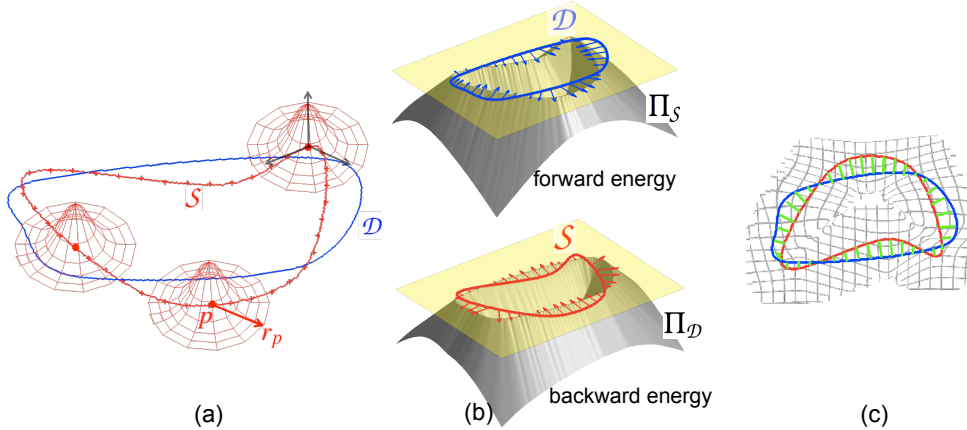 S
D
p
r_p
(a)
D
Π_S
forward energy
S
Π_D
backward energy
(b)
(c)